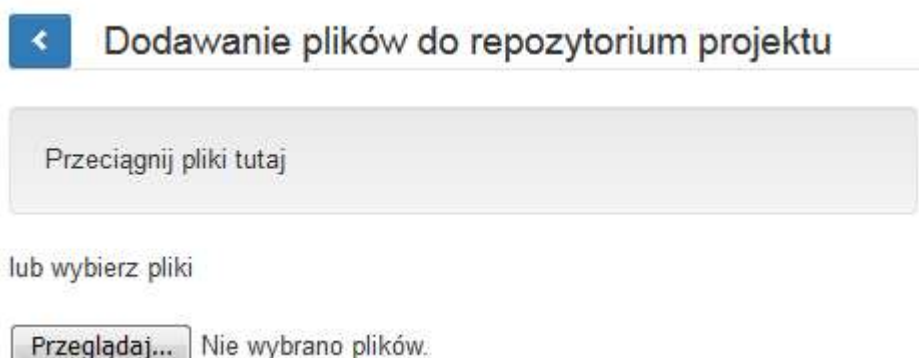 Dodawanie plików do repozytorium projektu
Przeciągnij pliki tutaj
lub wybierz pliki
Przeglądaj... Nie wybrano plików.